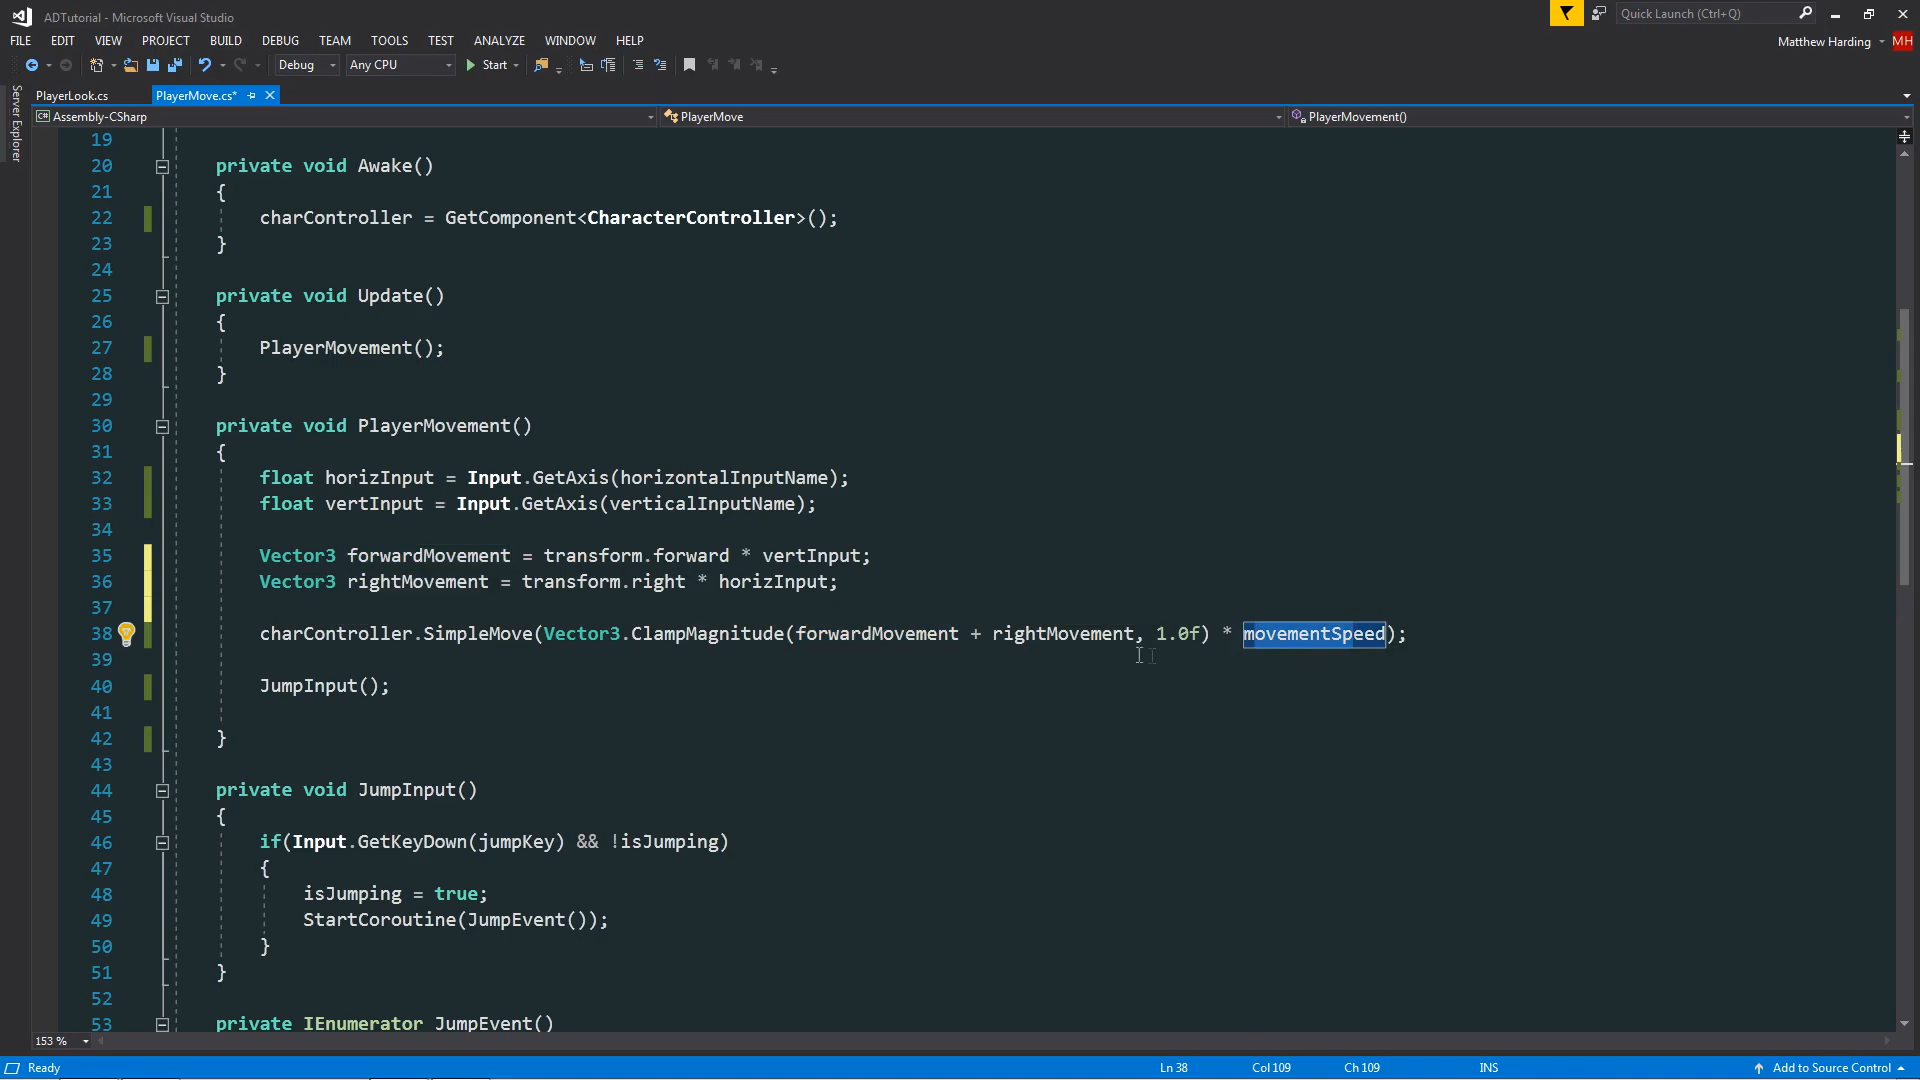 ADTutorial - Microsoft Visual Studio
Quick Launch (Ctrl+Q)
FILE EDIT VIEW PROJECT BUILD DEBUG TEAM TOOLS TEST ANALYZE WINDOW HELP
Matthew Harding MH
Debug Any CPU Start
Server Explorer
PlayerLook.cs PlayerMove.cs*
C# Assembly-CSharp PlayerMove PlayerMovement()
19
20 private void Awake()
21 {
22 charController = GetComponent<CharacterController>();
23 }
24
25 private void Update()
26 {
27 PlayerMovement();
28 }
29
30 private void PlayerMovement()
31 {
32 float horizInput = Input.GetAxis(horizontalInputName);
33 float vertInput = Input.GetAxis(verticalInputName);
34
35 Vector3 forwardMovement = transform.forward * vertInput;
36 Vector3 rightMovement = transform.right * horizInput;
37
38 charController.SimpleMove(Vector3.ClampMagnitude(forwardMovement + rightMovement, 1.0f) * movementSpeed);
39
40 JumpInput();
41
42 }
43
44 private void JumpInput()
45 {
46 if(Input.GetKeyDown(jumpKey) && !isJumping)
47 {
48 isJumping = true;
49 StartCoroutine(JumpEvent());
50 }
51 }
52
53 private IEnumerator JumpEvent()
153 %
Ready Ln 38 Col 109 Ch 109 INS Add to Source Control